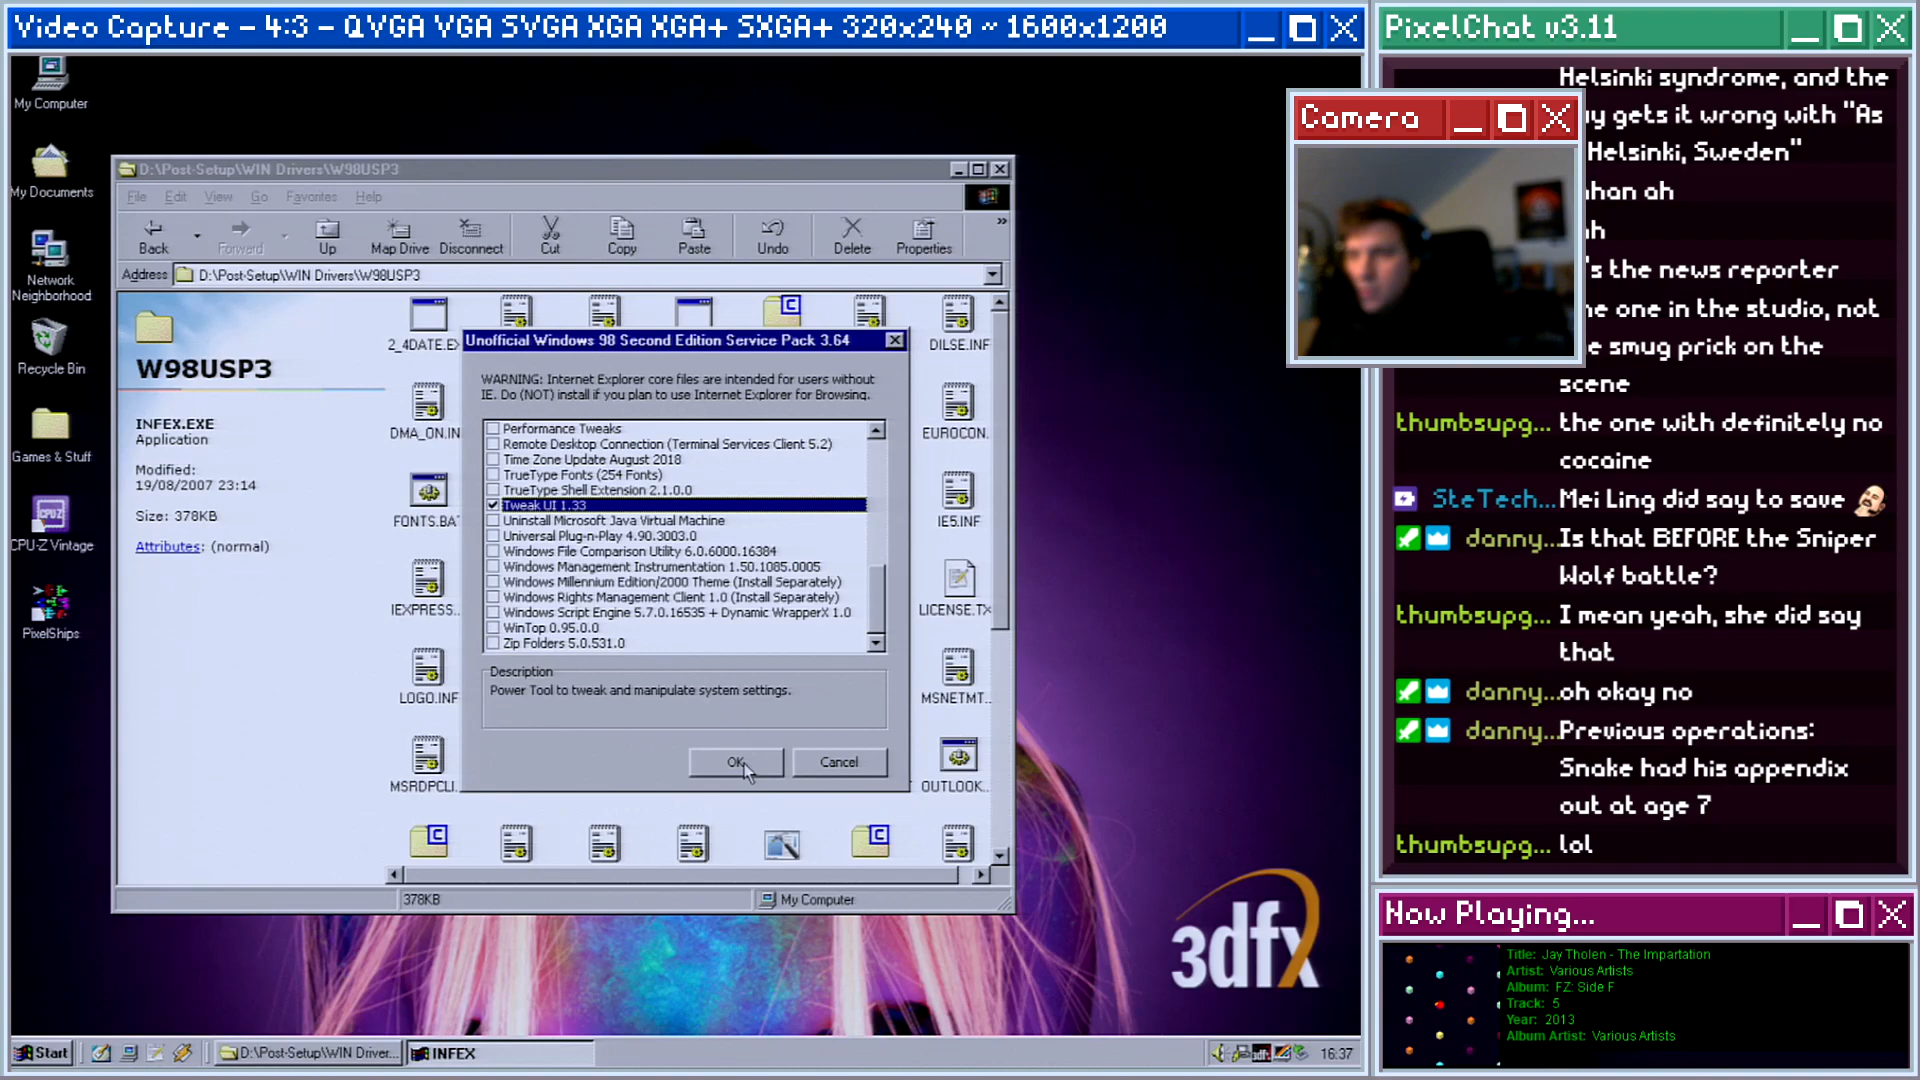 Video Capture - 4:3 - QVGA VGA SVGA XGA XGA+ SXGA+ 320x240 ~ 1600x1200
My Computer
My Documents
Network
Neighborhood
Recycle Bin
Games & Stuff
CPU-Z Vintage
PixelShips
D:\Post-Setup\WIN Drivers\W98USP3
File Edit View Go Favorites Help
Back Forward Up Map Drive Disconnect Cut Copy Paste Undo Delete Properties
Address D:\Post-Setup\WIN Drivers\W98USP3
W98USP3
INFEX.EXE
Application
Modified:
19/08/2007 23:14
Size: 378KB
Attributes: (normal)
2_4DATE.EX
DMA_ON.IN
FONTS.BA
IEXPRESS..
LOGO.INF
MSRDPCLI.
DILSE.INF
EUROCON.
IE5.INF
LICENSE.TX
MSNETMT..
OUTLOOK..
Unofficial Windows 98 Second Edition Service Pack 3.64
WARNING: Internet Explorer core files are intended for users without
IE. Do (NOT) install if you plan to use Internet Explorer for Browsing.
Performance Tweaks
Remote Desktop Connection (Terminal Services Client 5.2)
Time Zone Update August 2018
TrueType Fonts (254 Fonts)
TrueType Shell Extension 2.1.0.0
Tweak UI 1.33
Uninstall Microsoft Java Virtual Machine
Universal Plug-n-Play 4.90.3003.0
Windows File Comparison Utility 6.0.6000.16384
Windows Management Instrumentation 1.50.1085.0005
Windows Millennium Edition/2000 Theme (Install Separately)
Windows Rights Management Client 1.0 (Install Separately)
Windows Script Engine 5.7.0.16535 + Dynamic WrapperX 1.0
WinTop 0.95.0.0
Zip Folders 5.0.531.0
Description
Power Tool to tweak and manipulate system settings.
OK Cancel
378KB My Computer
3dfx
Start D:\Post-Setup\WIN Driver... INFEX 16:37
Camera
PixelChat v3.11
Helsinki syndrome, and the
gets it wrong with "As
Helsinki, Sweden"
ah
the news reporter
one in the studio, not
smug prick on the
scene
thumbsupg... the one with definitely no
cocaine
SteTech... Mei Ling did say to save
danny... Is that BEFORE the Sniper
Wolf battle?
thumbsupg... I mean yeah, she did say
that
danny... oh okay no
danny... Previous operations:
Snake had his appendix
out at age 7
thumbsupg... lol
Now Playing...
Title: Jay Tholen - The Impartation
Artist: Various Artists
Album: FZ: Side F
Track: 5
Year: 2013
Album Artist: Various Artists